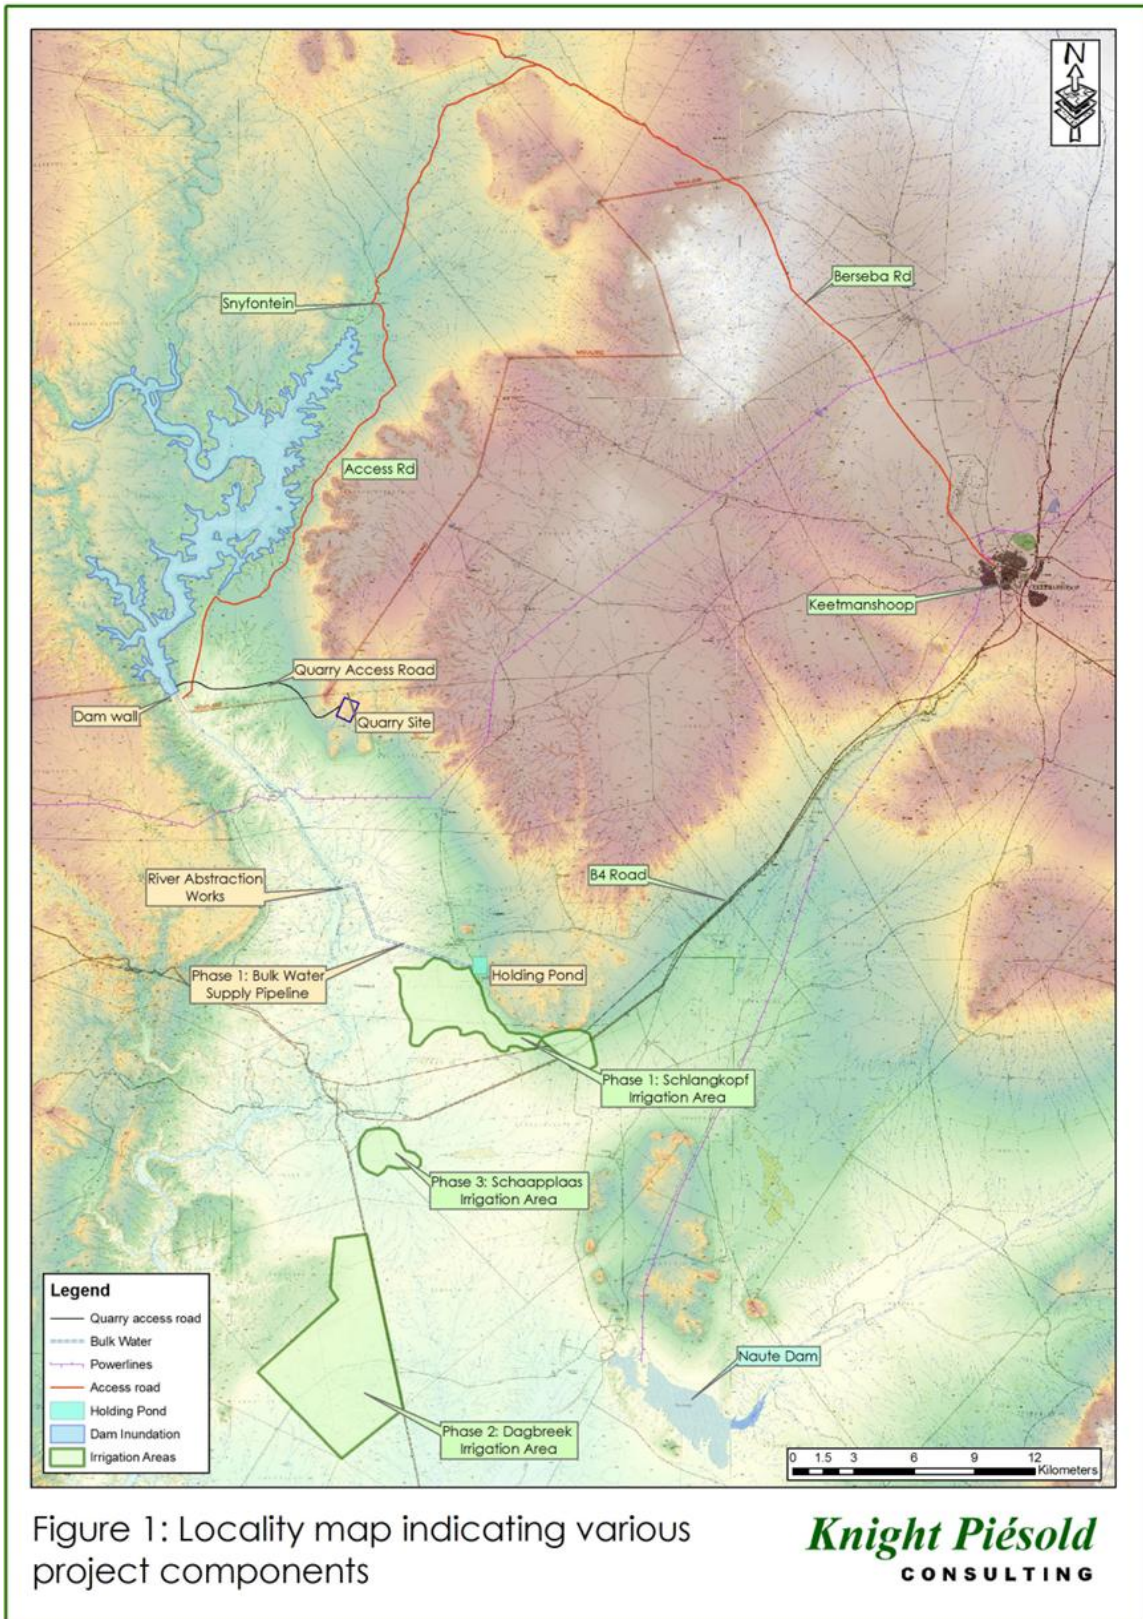 N
Snyfontein
Berseba Rd
Access Rd
Keetmanshoop
Quarry Access Road
Dam wall
Quarry Site
River Abstraction
Works
B4 Road
Phase 1: Bulk Water
Supply Pipeline
Holding Pond
Phase 1: Schlangkopf
Irrigation Area
Phase 3: Schaapplaas
Irrigation Area
Naute Dam
Phase 2: Dagbreek
Irrigation Area
Legend
Quarry access road
Bulk Water
Powerlines
Access road
Holding Pond
Dam Inundation
Irrigation Areas
0 1.5 3 6 9 12
Kilometers
Figure 1: Locality map indicating various
project components
Knight Piésold
CONSULTING